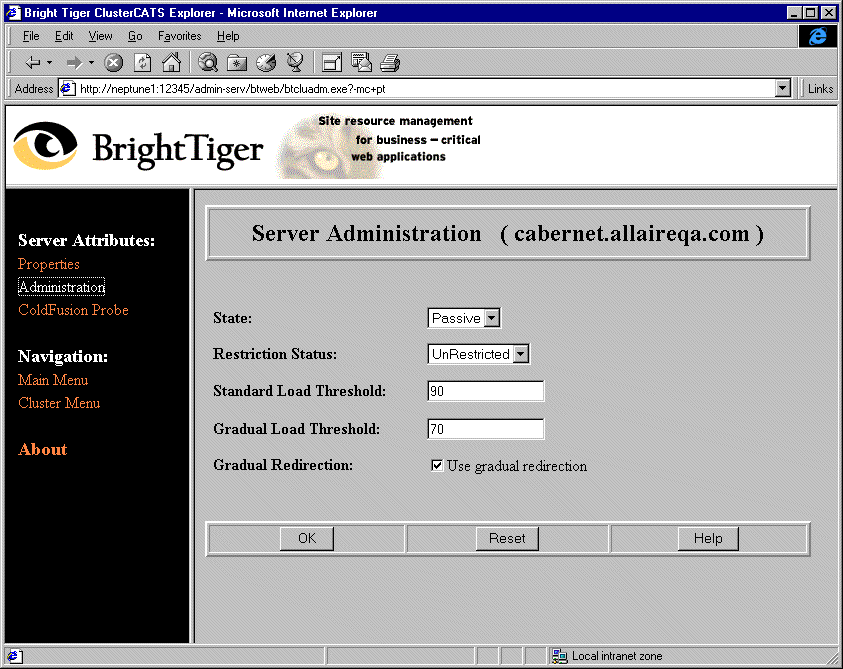 Bright Tiger ClusterCATS Explorer - Microsoft Internet Explorer
File Edit View Go Favorites Help
Address http://neptune1:12345/admin-serv/btweb/btcluadm.exe?-mc+pt Links
BrightTiger
Site resource management
for business – critical
web applications
Server Attributes:
Properties
Administration
ColdFusion Probe
Navigation:
Main Menu
Cluster Menu
About
Server Administration ( cabernet.allaireqa.com )
State: Passive
Restriction Status: UnRestricted
Standard Load Threshold: 90
Gradual Load Threshold: 70
Gradual Redirection: Use gradual redirection
OK Reset Help
Local intranet zone